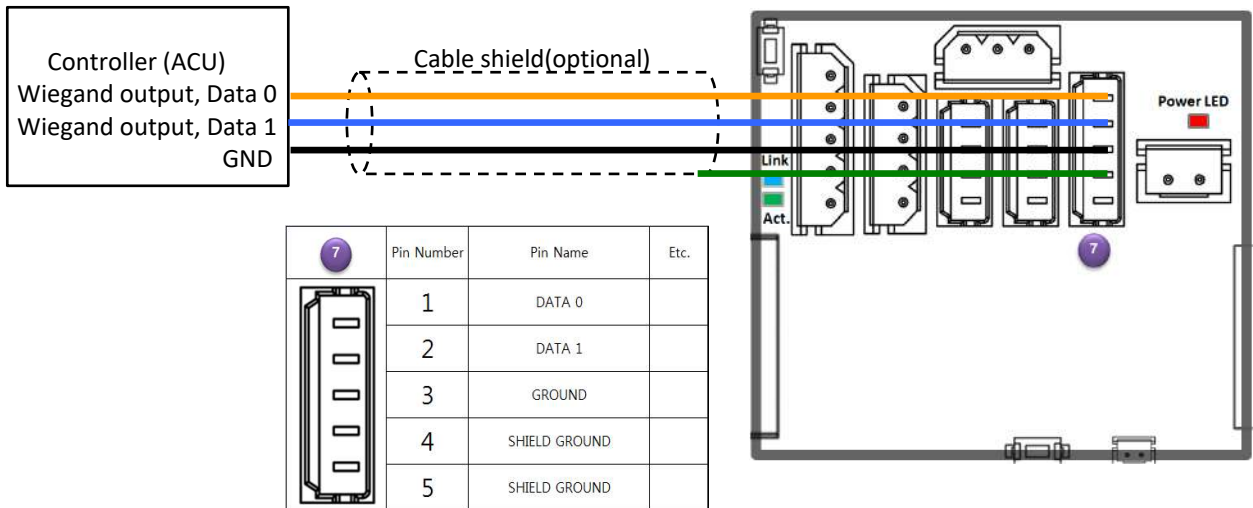 Controller (ACU)
Wiegand output, Data 0
Wiegand output, Data 1
GND
Cable shield(optional)
Power LED
Link
Act.
7
7 Pin Number Pin Name Etc.
1 DATA 0
2 DATA 1
3 GROUND
4 SHIELD GROUND
5 SHIELD GROUND